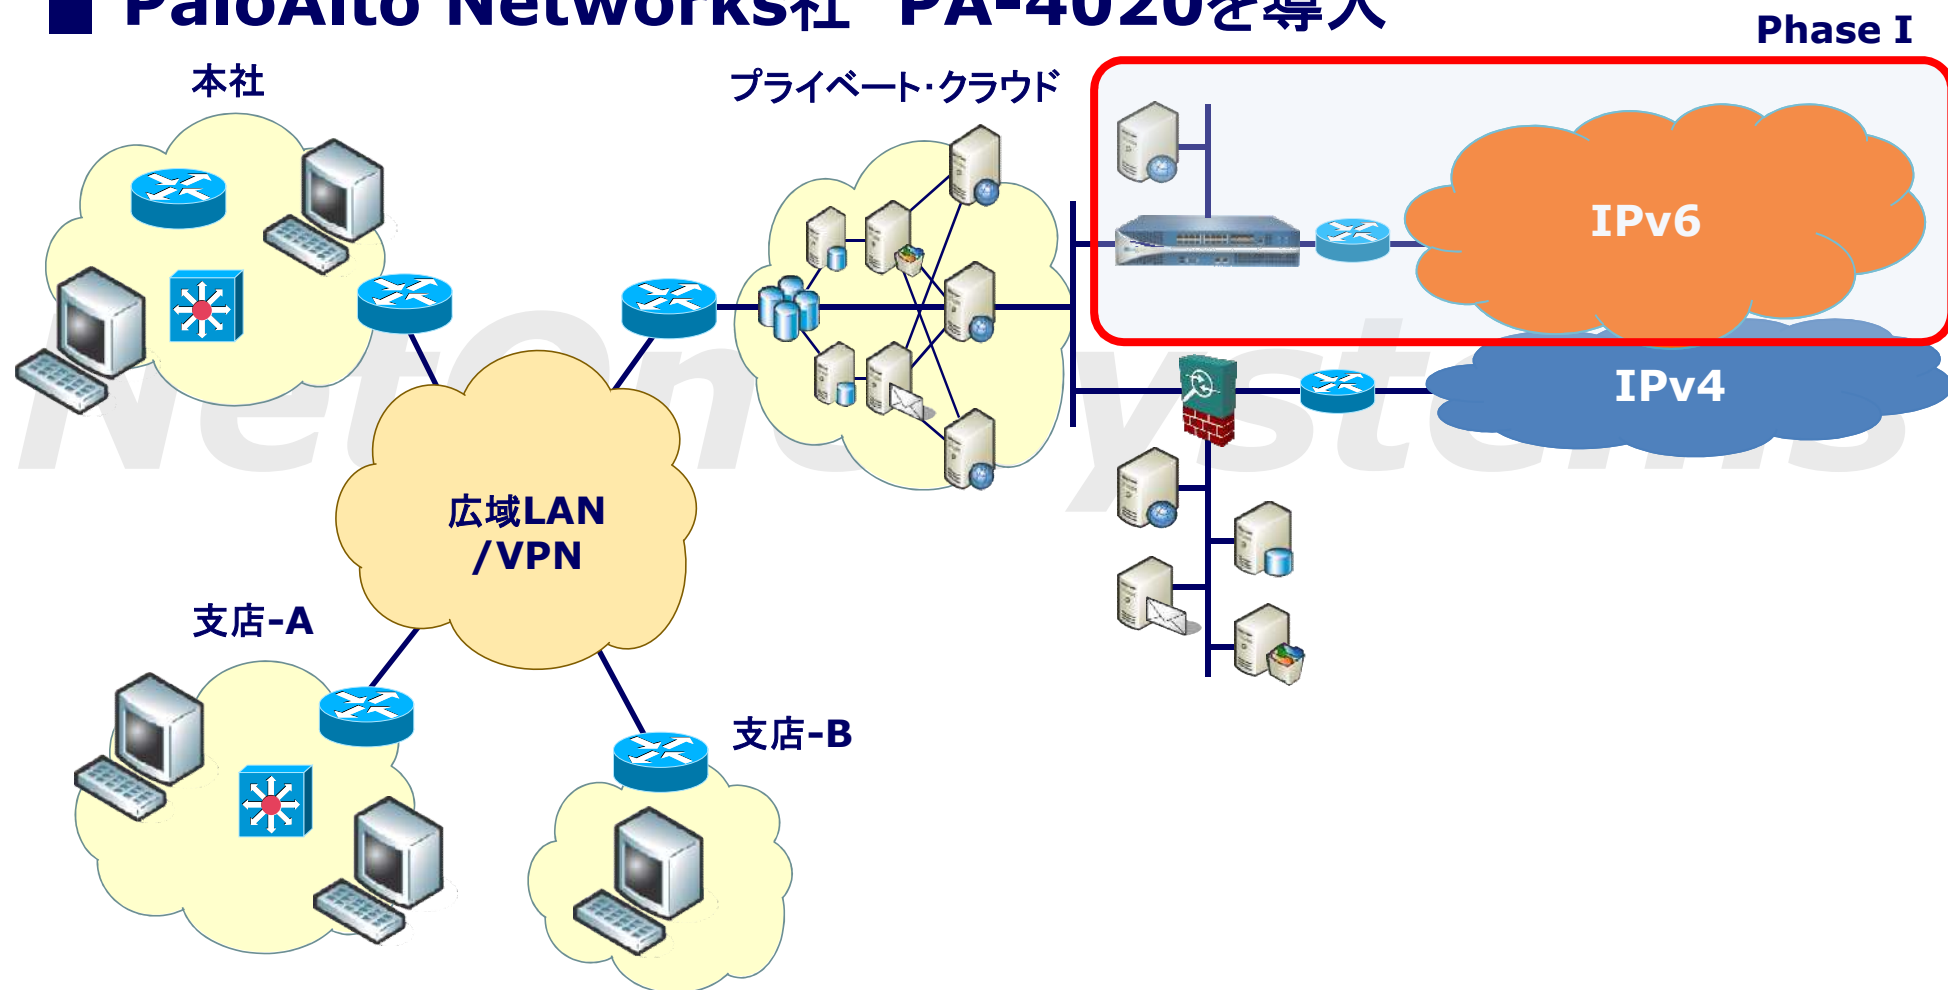 ■ PaloAlto Networks社 PA-4020を導入
Phase I
本社
プライベート・クラウド
IPv6
IPv4
NetOne Systems
広域LAN
/VPN
支店-A
支店-B